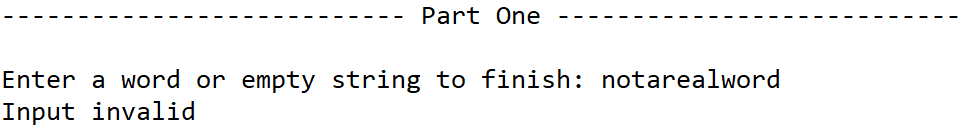 --------------------------- Part One ---------------------------
Enter a word or empty string to finish: notarealword
Input invalid